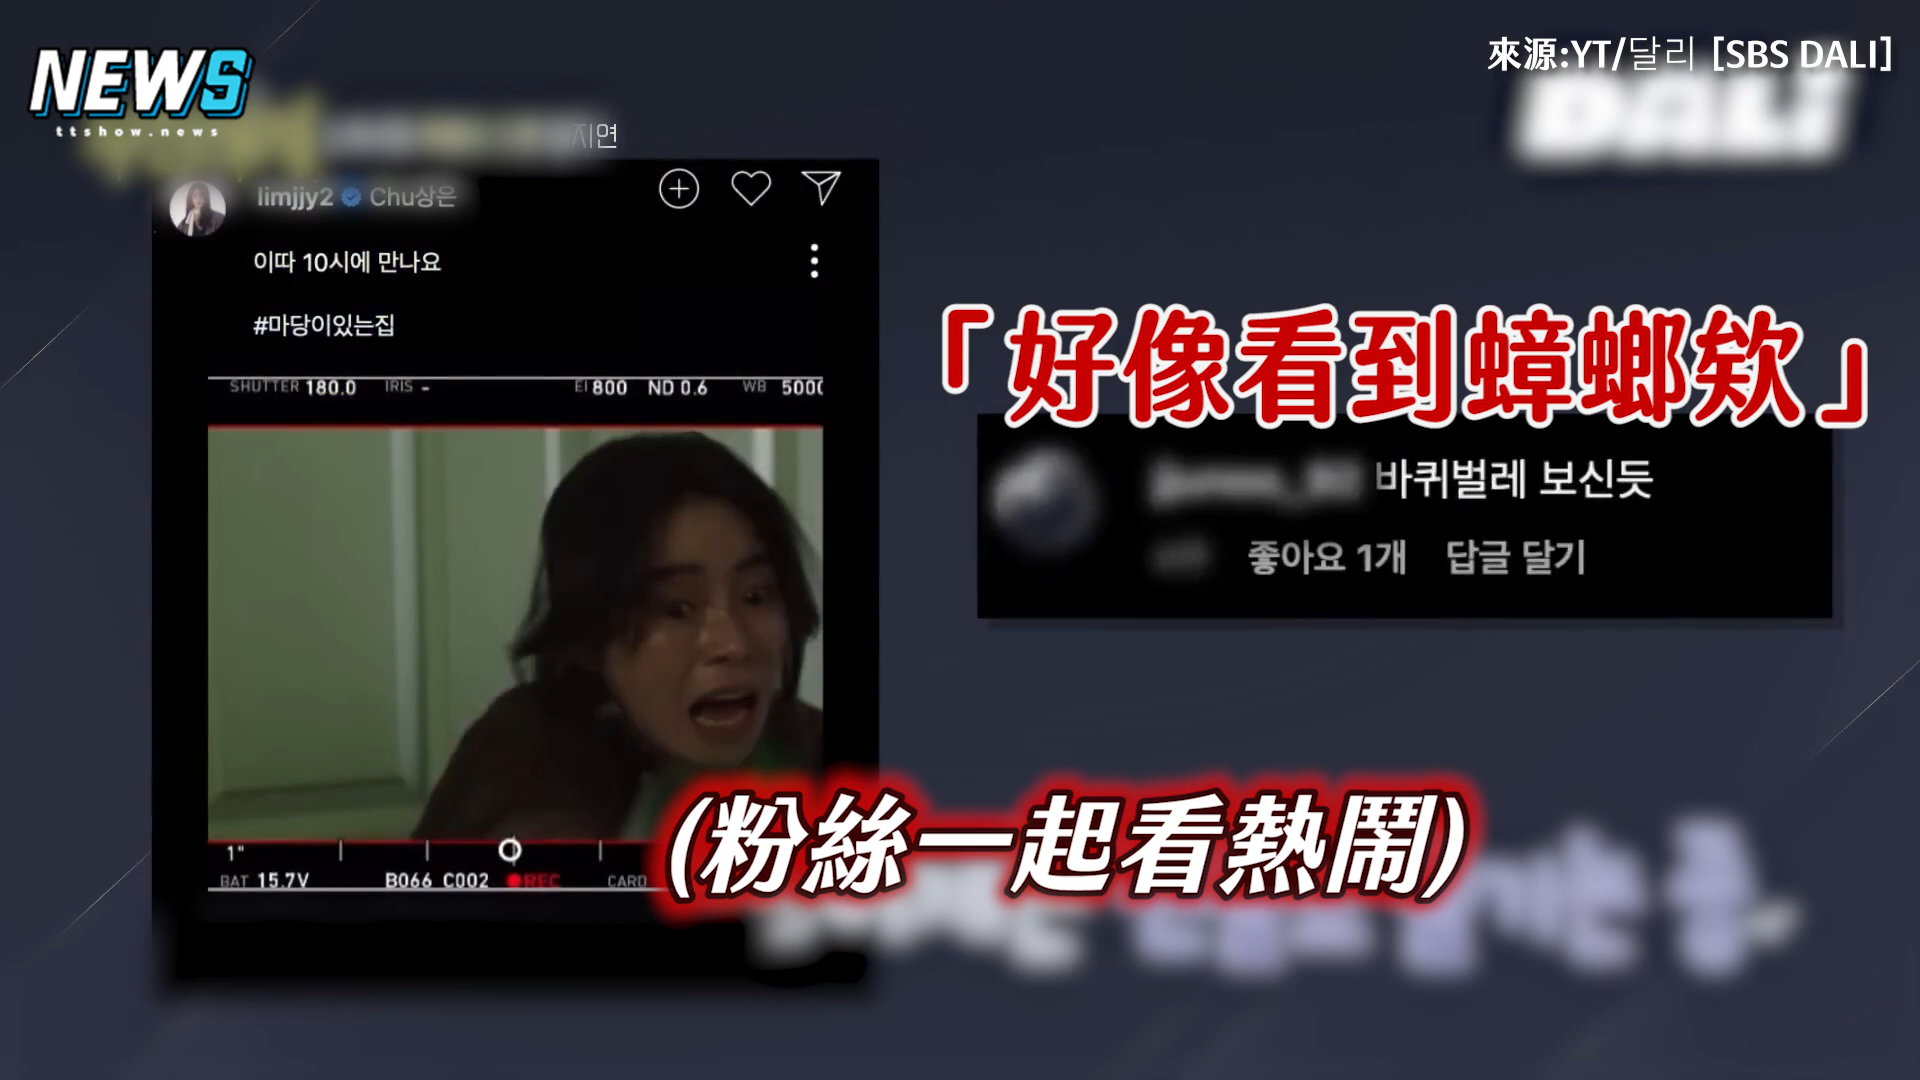 NEWS
ttshow.news
來源:YT/달리 [SBS DALI]
DALi
지연
limjjy2 Chu상은
이따 10시에 만나요
#마당이있는집
SHUTTER 180.0 IRIS - EI 800 ND 0.6 WB 5000
「好像看到蟑螂欸」
바퀴벌레 보신듯
좋아요 1개 답글 달기
(粉絲一起看熱鬧)
1"
BAT 15.7V B066 C002 REC CARD